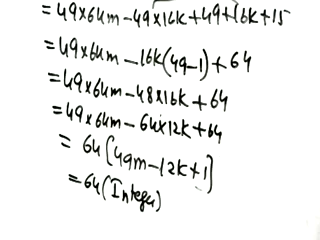 =49×64m-49×16k+49+16k+15
=49×64m-16k(49-1)+64
=49×64m-48×16k+64
=49×64m-64×12k+64
=64[49m-12k+1]
=64(Integer)